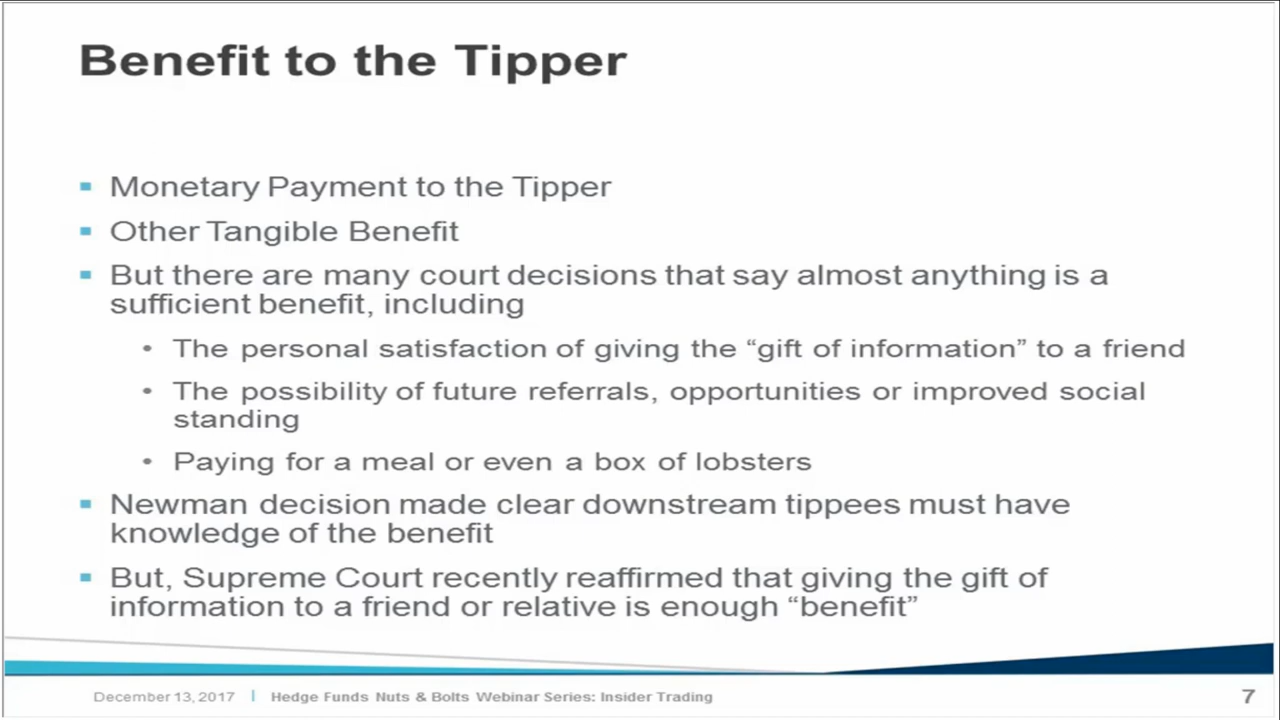 Benefit to the Tipper
▪ Monetary Payment to the Tipper
▪ Other Tangible Benefit
▪ But there are many court decisions that say almost anything is a
sufficient benefit, including
• The personal satisfaction of giving the “gift of information” to a friend
• The possibility of future referrals, opportunities or improved social
standing
• Paying for a meal or even a box of lobsters
▪ Newman decision made clear downstream tippees must have
knowledge of the benefit
▪ But, Supreme Court recently reaffirmed that giving the gift of
information to a friend or relative is enough “benefit”
December 13, 2017 | Hedge Funds Nuts & Bolts Webinar Series: Insider Trading 7